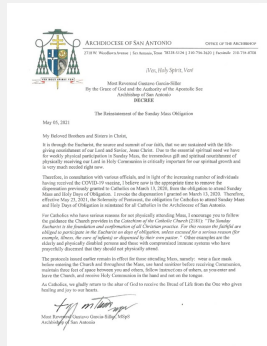 ARCHDIOCESE OF SAN ANTONIO
OFFICE OF THE ARCHBISHOP
2718 W. Woodlawn Avenue | San Antonio, Texas 78228-5124 | 210-734-2620 | Facsimile 210-734-0708
Ven, Holy Spirit, Vent
Most Reverend Gustavo Garcia-Siller
By the Grace of God and the Authority of the Apostolic See
Archbishop of San Antonio
DECREE
The Reinstatement of the Sunday Mass Obligation
May 03, 2021
My Beloved Brothers and Sisters in Christ,
It is through the Eucharist, the source and summit of our faith, that we are sustained with the life-
giving nourishment of our Lord and Savior, Jesus Christ. Due to the essential spiritual need we have
for weekly physical participation in Sunday Mass, the tremendous gift and spiritual nourishment of
physically receiving our Lord in Holy Communion is critically important for our spiritual growth and
is very much needed right now.
Therefore, in consultation with various officials, and in light of the increasing number of individuals
having received the COVID-19 vaccine, I believe now is the appropriate time to remove the
dispensation previously granted to Catholics on March 13, 2020, from the obligation to attend Sunday
Mass and Holy Days of Obligation. I revoke the dispensation I granted on March 13, 2020. Therefore,
effective May 23, 2021, the Solemnity of Pentecost, the obligation for Catholics to attend Sunday Mass
and Holy Days of Obligation is reinstated for all Catholics in the Archdiocese of San Antonio.
For Catholics who have serious reasons for not physically attending Mass, I encourage you to follow
the guidance the Church provides in the Catechism of the Catholic Church (2181): "The Sunday
Eucharist is the foundation and confirmation of all Christian practice. For this reason the faithful are
obliged to participate in the Eucharist on days of obligation, unless excused for a serious reason (for
example, illness, the care of infants) or dispensed by their own pastor." Other examples are the
elderly and physically disabled persons and those with compromised immune systems who have
prayerfully discerned that they should not physically attend.
The protocols issued earlier remain in effect for those attending Mass, namely: wear a face mask
before entering the Church and throughout the Mass, use hand sanitizer before receiving Communion,
maintain three feet of space between you and others, follow instructions of ushers, as you enter and
leave the Church, and receive Holy Communion in the hand and not on the tongue.
As Catholics, we gladly return to the altar of God to receive the Bread of Life from the One who gives
healing and joy to our hearts.
Most Reverend Gustavo Garcia-Siller, MSpS
Archbishop of San Antonio